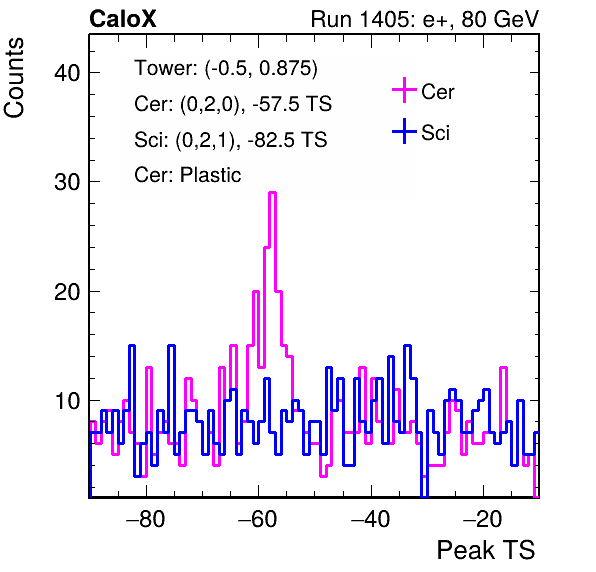 CaloX Run 1405: e+, 80 GeV
Counts
Tower: (-0.5, 0.875)
Cer: (0,2,0), -57.5 TS
Sci: (0,2,1), -82.5 TS
Cer: Plastic
Cer
Sci
40
30
20
10
−80 −60 −40 −20
Peak TS